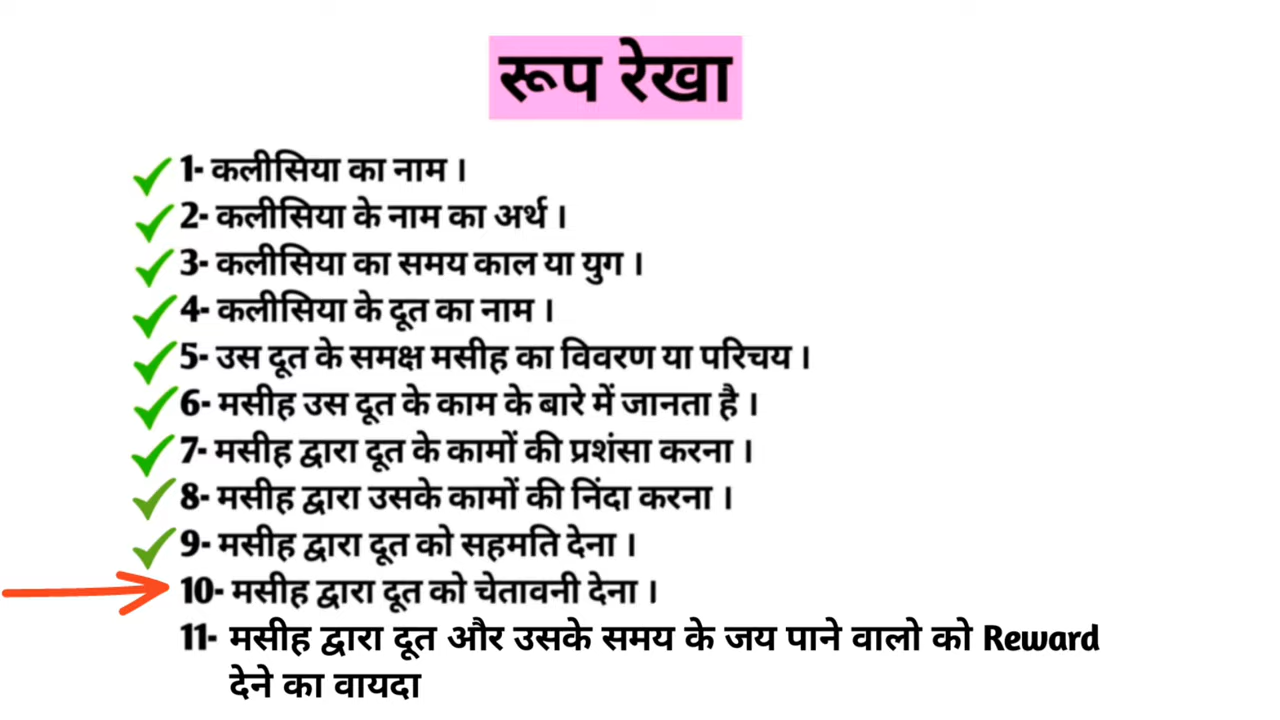 रूप रेखा
1- कलीसिया का नाम ।
2- कलीसिया के नाम का अर्थ ।
3- कलीसिया का समय काल या युग ।
4- कलीसिया के दूत का नाम ।
5- उस दूत के समक्ष मसीह का विवरण या परिचय ।
6- मसीह उस दूत के काम के बारे में जानता है ।
7- मसीह द्वारा दूत के कामों की प्रशंसा करना ।
8- मसीह द्वारा उसके कामों की निंदा करना ।
9- मसीह द्वारा दूत को सहमति देना ।
10- मसीह द्वारा दूत को चेतावनी देना ।
11- मसीह द्वारा दूत और उसके समय के जय पाने वालो को Reward
देने का वायदा